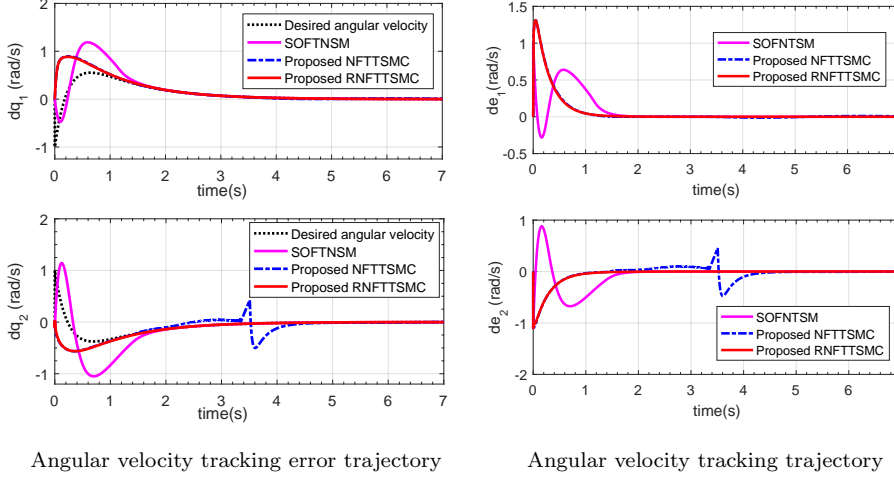 2
1
0
-1
dq1 (rad/s)
Desired angular velocity
SOFTNSM
Proposed NFTTSMC
Proposed RNFTTSMC
0 1 2 3 4 5 6 7
time(s)
1.5
1
0.5
0
-0.5
de1 (rad/s)
SOFNTSM
Proposed NFTTSMC
Proposed RNFTTSMC
0 1 2 3 4 5 6
time(s)
2
1
0
-1
dq2 (rad/s)
Desired angular velocity
SOFTNSM
Proposed NFTTSMC
Proposed RNFTTSMC
0 1 2 3 4 5 6 7
time(s)
2
1
0
-1
-2
de2 (rad/s)
SOFNTSM
Proposed NFTTSMC
Proposed RNFTTSMC
0 1 2 3 4 5 6
time(s)
Angular velocity tracking error trajectory
Angular velocity tracking trajectory